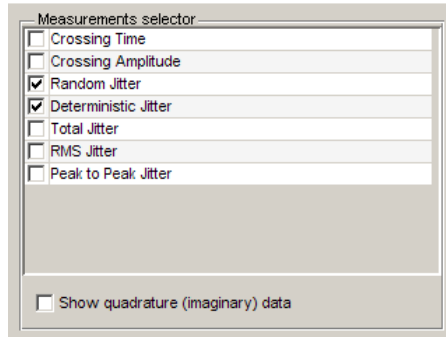 Measurements selector
Crossing Time
Crossing Amplitude
Random Jitter
Deterministic Jitter
Total Jitter
RMS Jitter
Peak to Peak Jitter
Show quadrature (imaginary) data